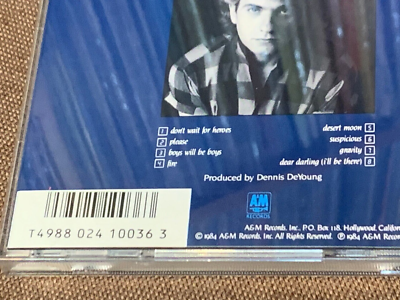 1 don't wait for heroes
2 please
3 boys will be boys
4 fire
desert moon 5
suspicious 6
gravity 7
dear darling (i'll be there) 8
Produced by Dennis DeYoung
A&M
RECORDS
A&M Records, Inc. P.O. Box 118, Hollywood, Californ
© 1984 A&M Records, Inc. All Rights Reserved. ℗ 1984 A&M Records
T4988 024 10036 3